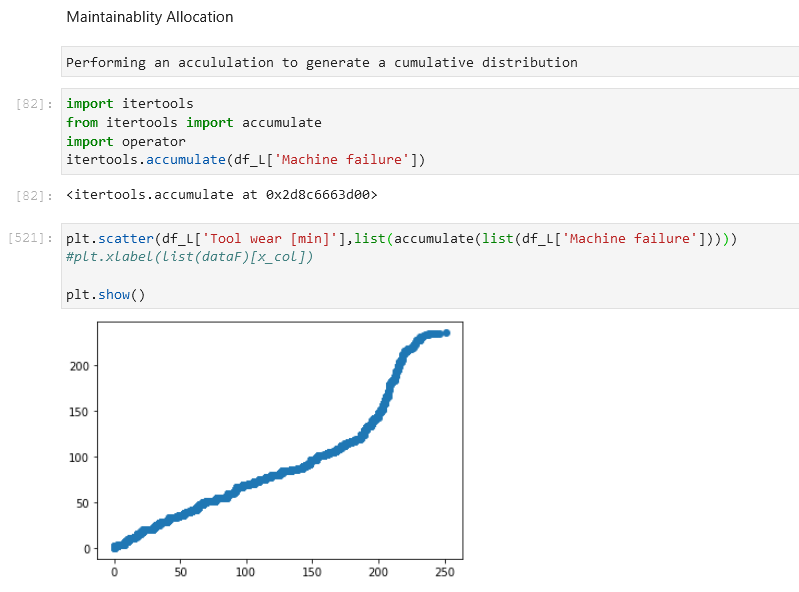 Maintainablity Allocation
Performing an accululation to generate a cumulative distribution
[82]:
import itertools
from itertools import accumulate
import operator
itertools.accumulate(df_L['Machine failure'])
[82]:
<itertools.accumulate at 0x2d8c6663d00>
[521]:
plt.scatter(df_L['Tool wear [min]'],list(accumulate(list(df_L['Machine failure']))))
#plt.xlabel(list(dataF)[x_col])
plt.show()
200
150
100
50
0
0 50 100 150 200 250